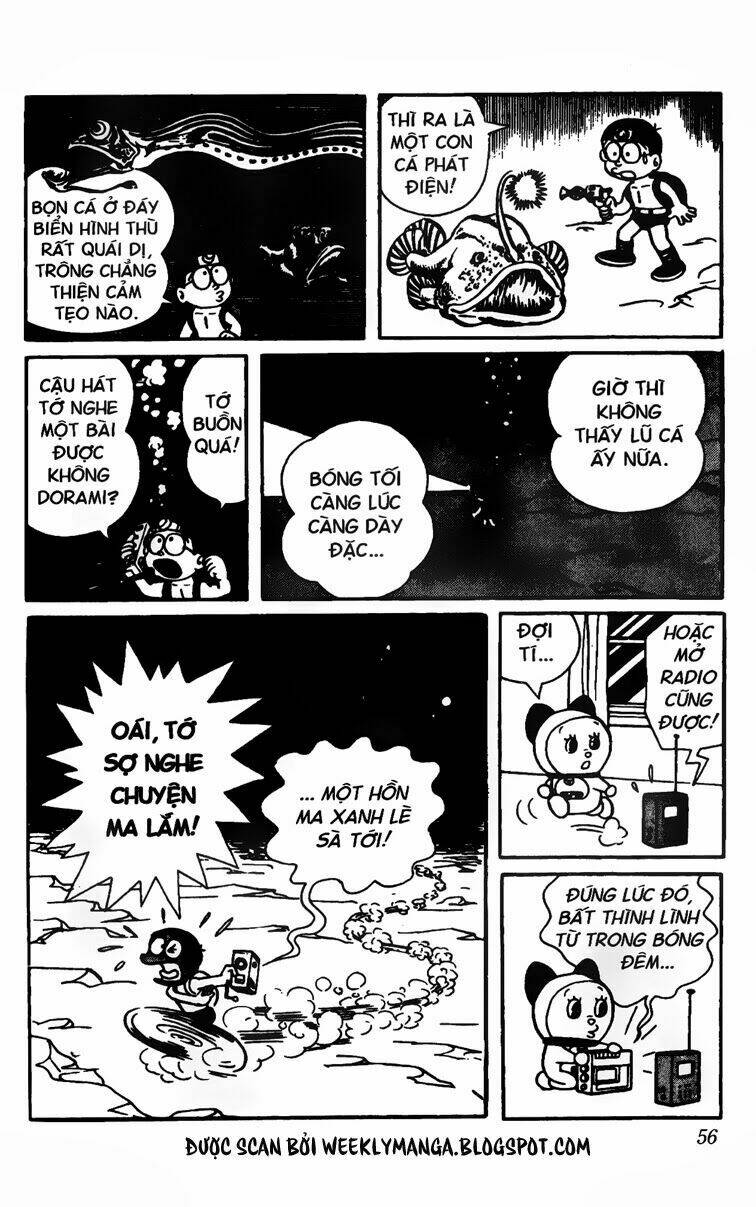 THÌ RA LÀ
MỘT CON
CÁ PHÁT
ĐIỆN!
BỌN CÁ Ở ĐÁY
BIỂN HÌNH THÙ
RẤT QUÁI DỊ,
TRÔNG CHẲNG
THIỆN CẢM
TẸO NÀO.
GIỜ THÌ
KHÔNG
THẤY LŨ CÁ
ẤY NỮA.
BÓNG TỐI
CÀNG LÚC
CÀNG DÀY
ĐẶC...
TỚ
BUỒN
QUÁ!
CẬU HÁT
TỚ NGHE
MỘT BÀI
ĐƯỢC
KHÔNG
DORAMI?
HOẶC
MỞ
RADIO
CŨNG
ĐƯỢC!
ĐỢI
TÍ...
ĐÚNG LÚC ĐÓ,
BẤT THÌNH LÌNH
TỪ TRONG BÓNG
ĐÊM...
... MỘT HỒN
MA XANH LÈ
SÀ TỚI!
OÁI, TỚ
SỢ NGHE
CHUYỆN
MA LẮM!
56
ĐƯỢC SCAN BỞI WEEKLYMANGA.BLOGSPOT.COM